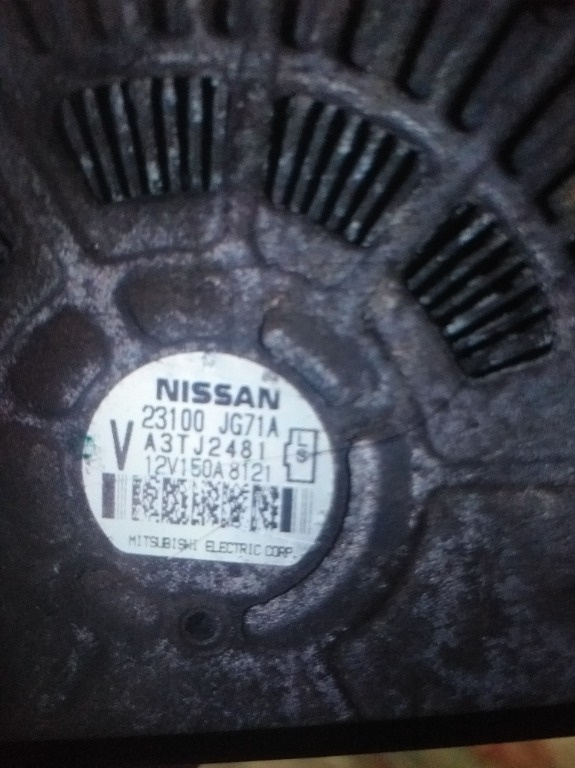 NISSAN
23100 JG71A
V A3TJ2481
L
S
12V150A 8121
MITSUBISHI ELECTRIC CORP.